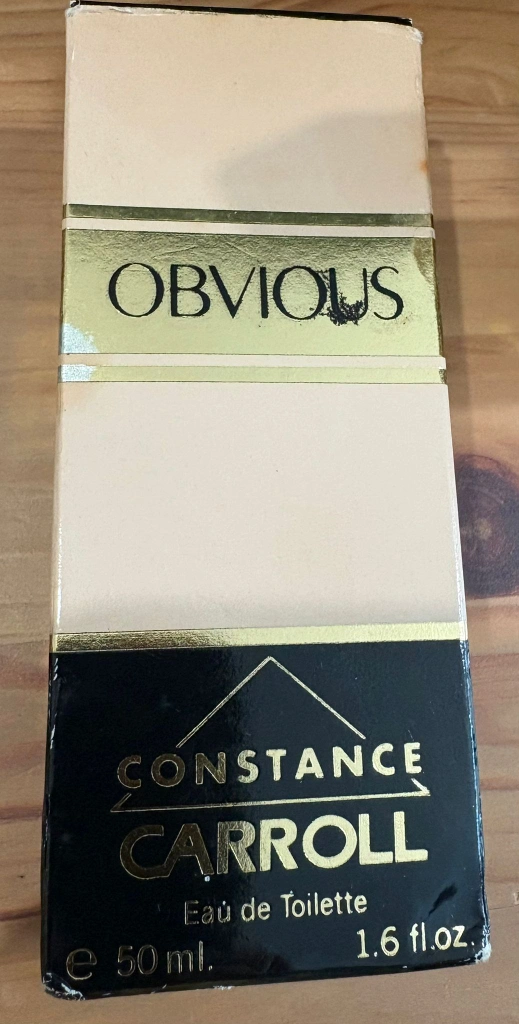 OBVIOUS
CONSTANCE
CARROLL
Eau de Toilette
℮ 50 ml.
1.6 fl.oz.